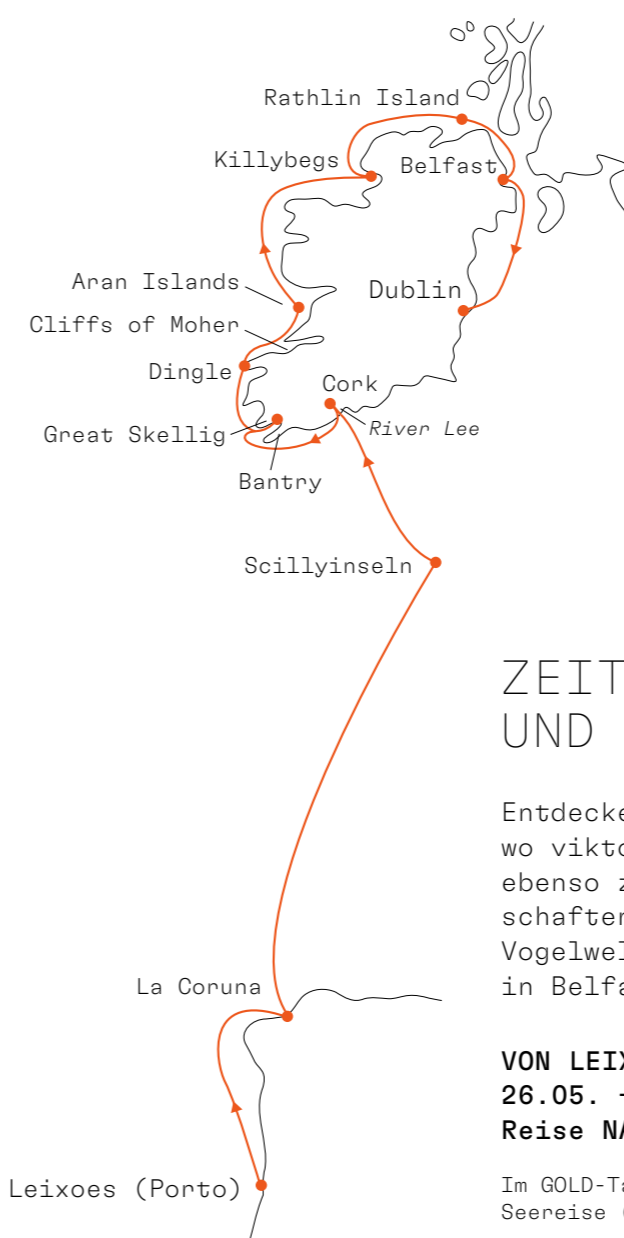 Rathlin Island
Killybegs
Belfast
Aran Islands
Dublin
Cliffs of Moher
Dingle
Cork
River Lee
Great Skellig
Bantry
Scillyinseln
ZEIT
UND
Entdecke
wo vikto
ebenso z
schaften
Vogelwel
in Belfa
La Coruna
VON LEIX
26.05. -
Reise NA
Leixoes (Porto)
Im GOLD-Ta
Seereise